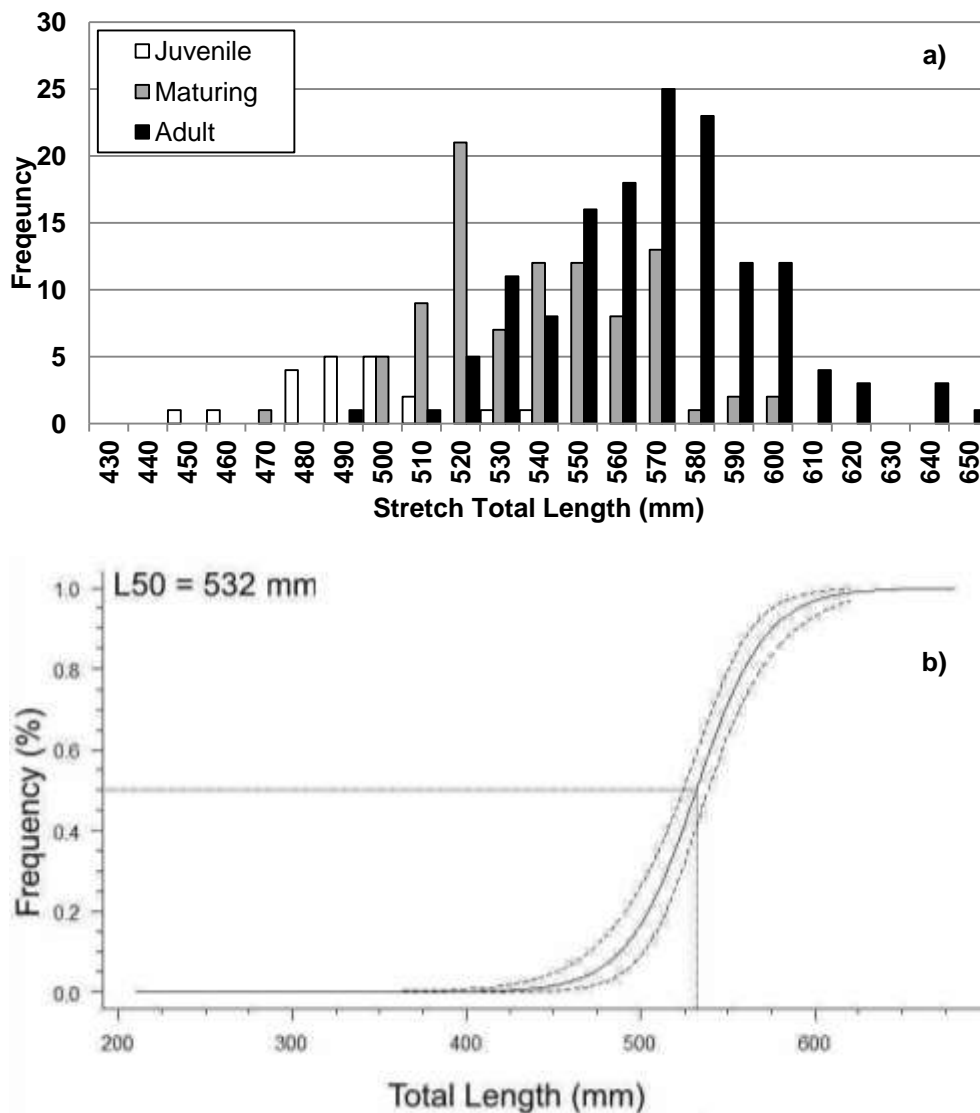 30
25
20
15
10
5
0
Freqeuncy
Juvenile
Maturing
Adult
a)
430 440 450 460 470 480 490 500 510 520 530 540 550 560 570 580 590 600 610 620 630 640 650
Stretch Total Length (mm)
L50 = 532 mm
b)
1.0
0.8
0.6
0.4
0.2
0.0
Frequency (%)
200 300 400 500 600
Total Length (mm)